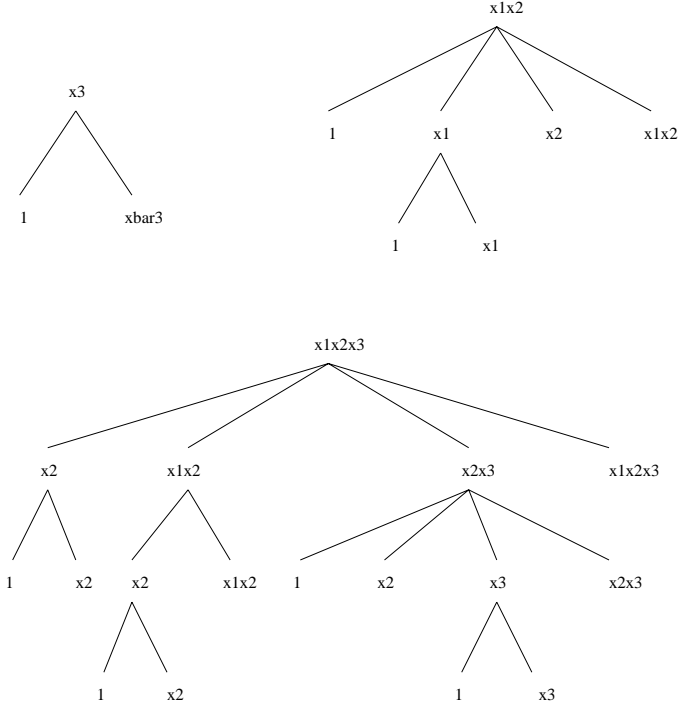 x1x2
x3
1 x1 x2 x1x2
1 xbar3
1 x1
x1x2x3
x2 x1x2 x2x3 x1x2x3
1 x2 x2 x1x2 1 x2 x3 x2x3
1 x2 1 x3